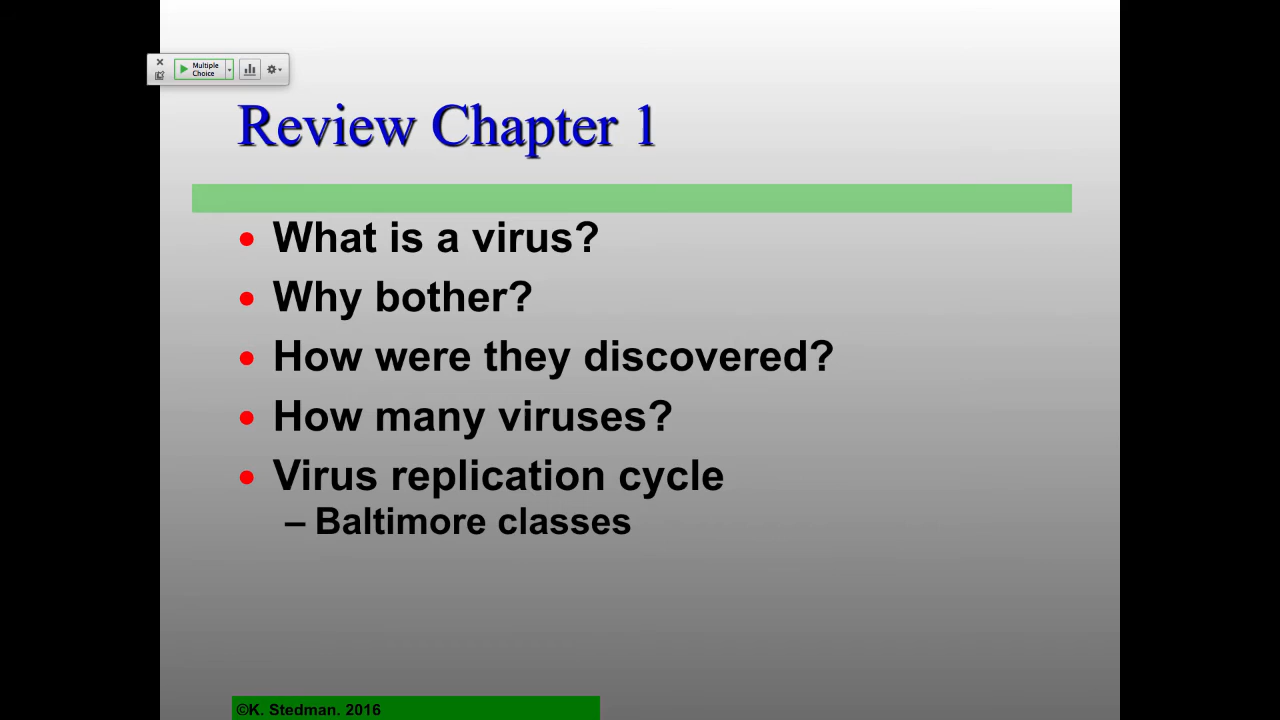 Multiple
Choice
Review Chapter 1
• What is a virus?
• Why bother?
• How were they discovered?
• How many viruses?
• Virus replication cycle
– Baltimore classes
©K. Stedman. 2016